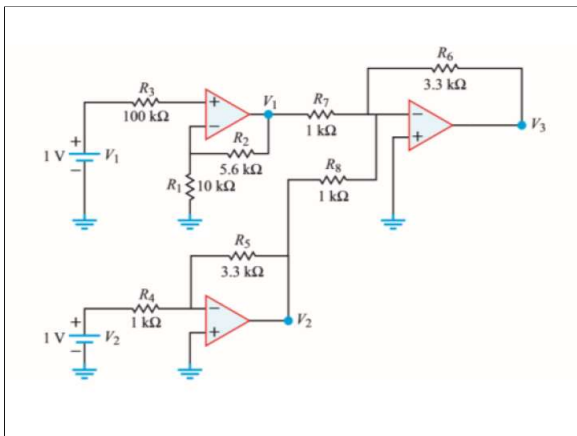 R6
3.3 kΩ
R3
100 kΩ
+
−
V1
R7
1 kΩ
−
+
V3
R2
5.6 kΩ
R8
1 kΩ
+
1 V
−
V1
R1
10 kΩ
R5
3.3 kΩ
R4
1 kΩ
−
+
V2
+
1 V
−
V2